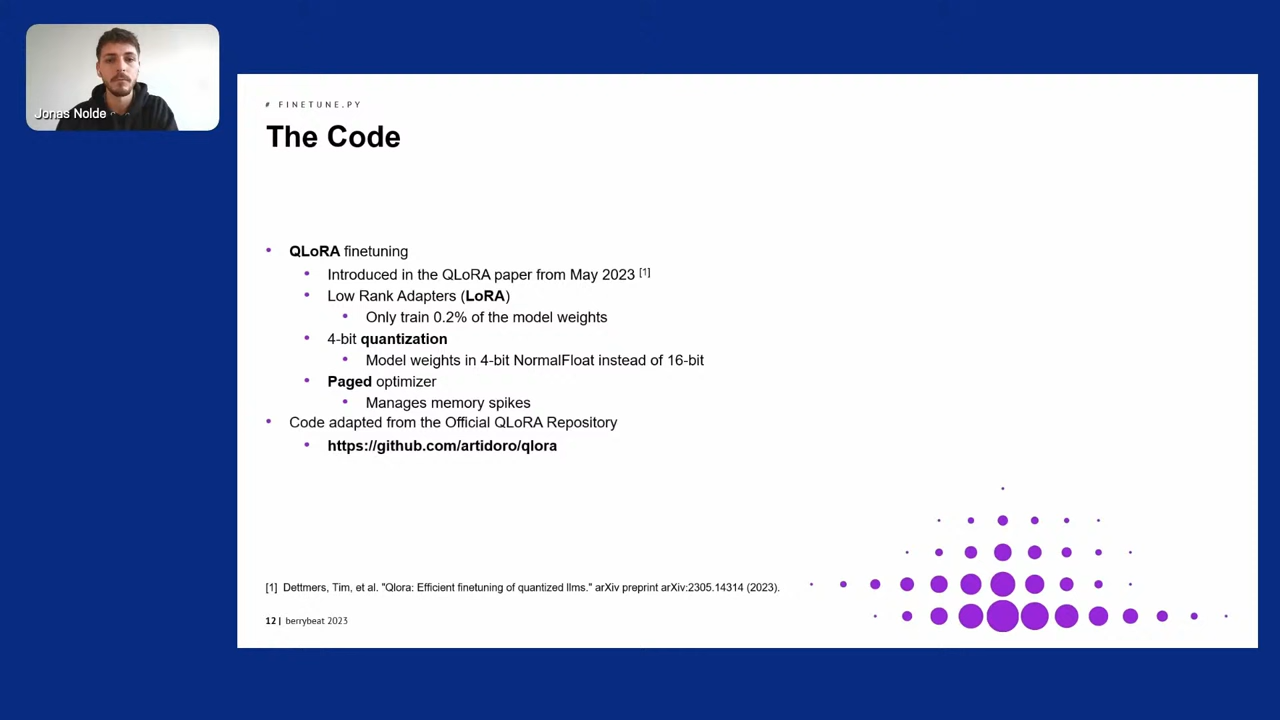 Jonas Nolde
# FINETUNE.PY
The Code
• QLoRA finetuning
• Introduced in the QLoRA paper from May 2023 [1]
• Low Rank Adapters (LoRA)
• Only train 0.2% of the model weights
• 4-bit quantization
• Model weights in 4-bit NormalFloat instead of 16-bit
• Paged optimizer
• Manages memory spikes
• Code adapted from the Official QLoRA Repository
• https://github.com/artidoro/qlora
[1] Dettmers, Tim, et al. "Qlora: Efficient finetuning of quantized llms." arXiv preprint arXiv:2305.14314 (2023).
12 | berrybeat 2023